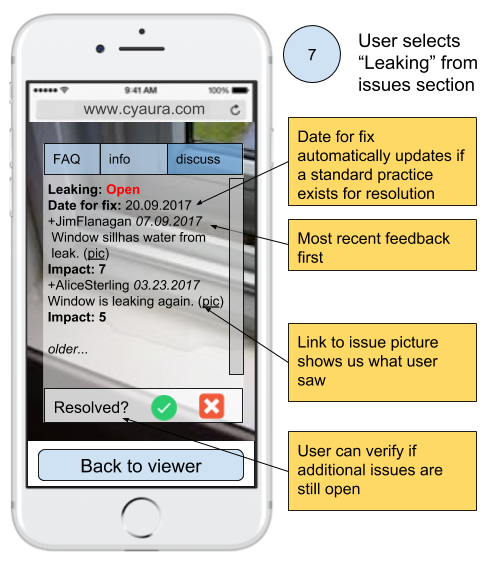 7
User selects
“Leaking” from
issues section
9:41 AM
100%
www.cyaura.com
FAQ
info
discuss
Leaking: Open
Date for fix: 20.09.2017
+JimFlanagan 07.09.2017
Window sillhas water from
leak. (pic)
Impact: 7
+AliceSterling 03.23.2017
Window is leaking again. (pic)
Impact: 5
older...
Resolved?
Back to viewer
Date for fix
automatically updates if
a standard practice
exists for resolution
Most recent feedback
first
Link to issue picture
shows us what user
saw
User can verify if
additional issues are
still open